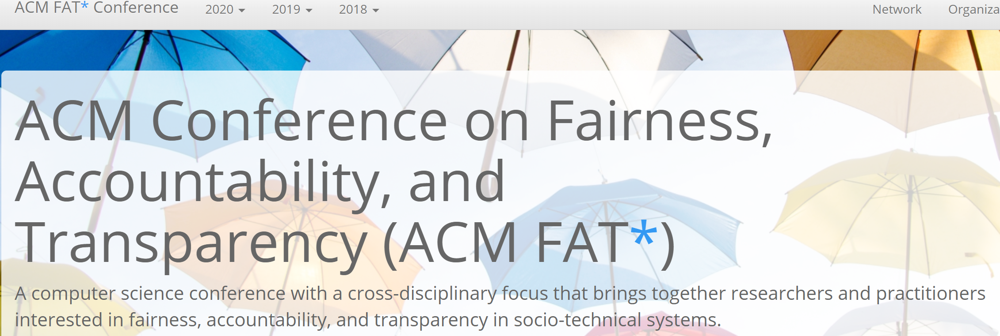 ACM FAT* Conference 2020 2019 2018 Network Organiza
ACM Conference on Fairness,
Accountability, and
Transparency (ACM FAT*)
A computer science conference with a cross-disciplinary focus that brings together researchers and practitioners
interested in fairness, accountability, and transparency in socio-technical systems.